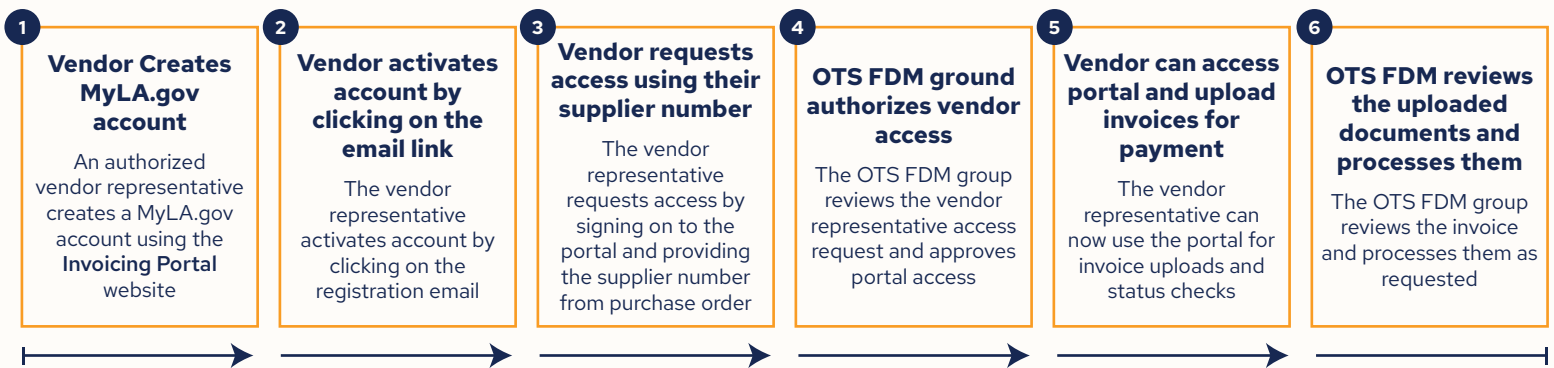 1
Vendor Creates
MyLA.gov
account
An authorized
vendor representative
creates a MyLA.gov
account using the
Invoicing Portal
website
2
Vendor activates
account by
clicking on the
email link
The vendor
representative
activates account by
clicking on the
registration email
3
Vendor requests
access using their
supplier number
The vendor
representative
requests access by
signing on to the
portal and providing
the supplier number
from purchase order
4
OTS FDM ground
authorizes vendor
access
The OTS FDM group
reviews the vendor
representative access
request and approves
portal access
5
Vendor can access
portal and upload
invoices for
payment
The vendor
representative can
now use the portal for
invoice uploads and
status checks
6
OTS FDM reviews
the uploaded
documents and
processes them
The OTS FDM group
reviews the invoice
and processes them as
requested